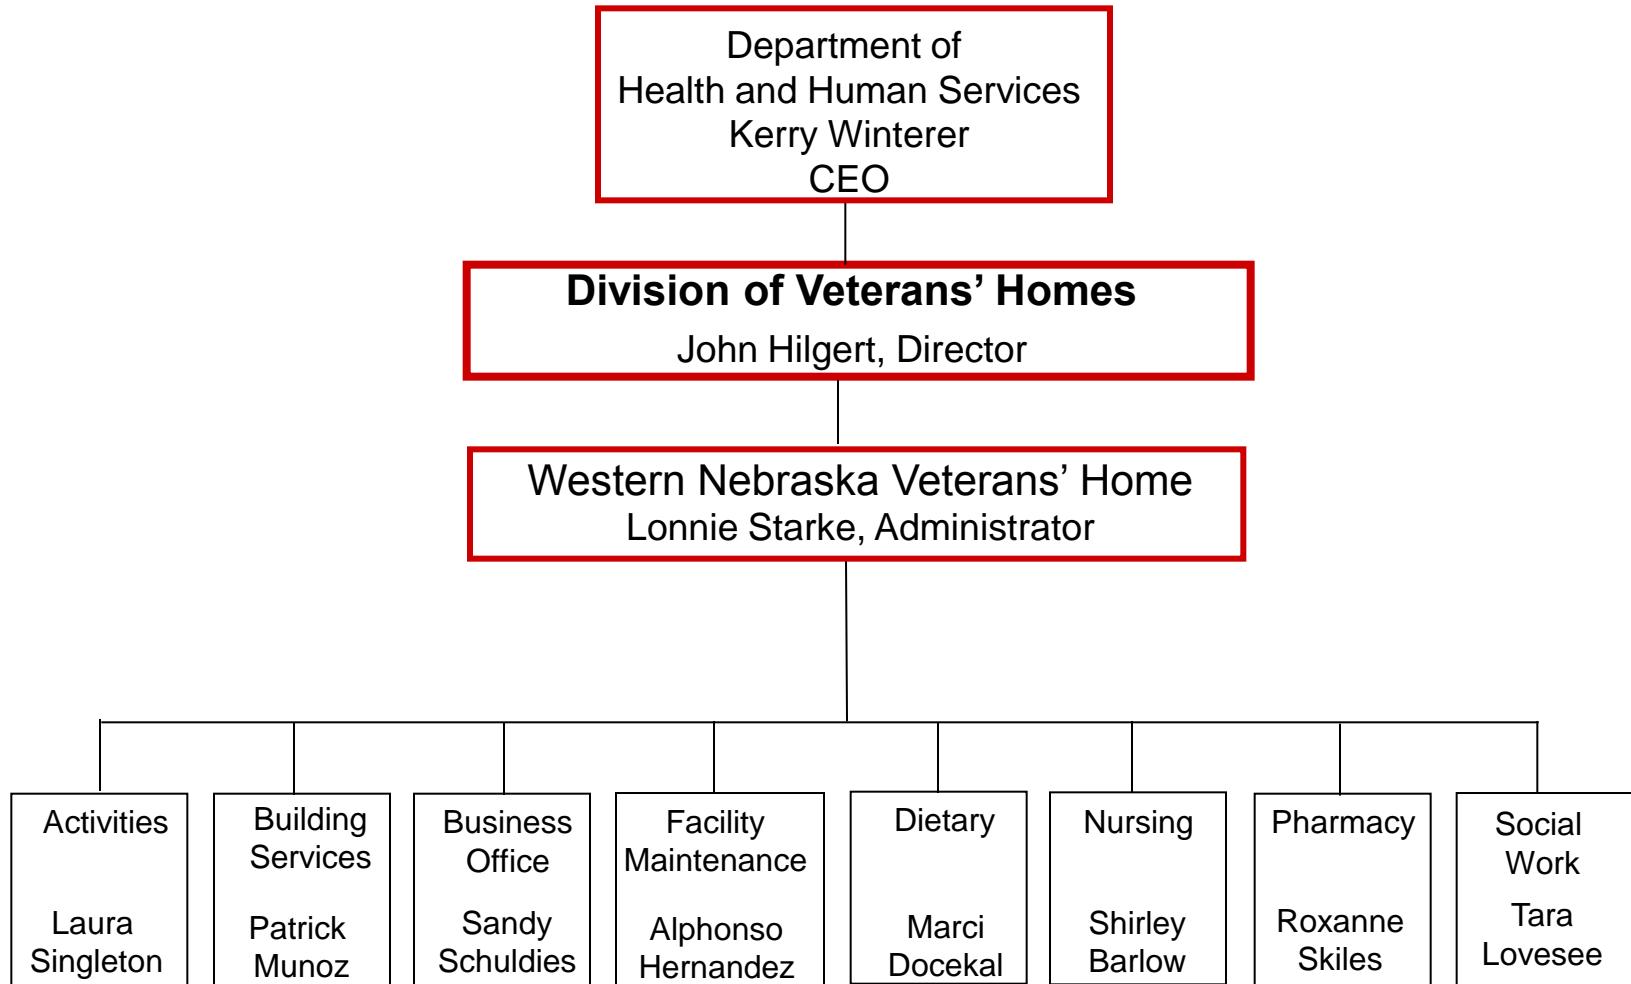 Department of
Health and Human Services
Kerry Winterer
CEO
Division of Veterans’ Homes
John Hilgert, Director
Western Nebraska Veterans’ Home
Lonnie Starke, Administrator
Activities
Laura
Singleton
Building
Services
Patrick
Munoz
Business
Office
Sandy
Schuldies
Facility
Maintenance
Alphonso
Hernandez
Dietary
Marci
Docekal
Nursing
Shirley
Barlow
Pharmacy
Roxanne
Skiles
Social
Work
Tara
Lovesee